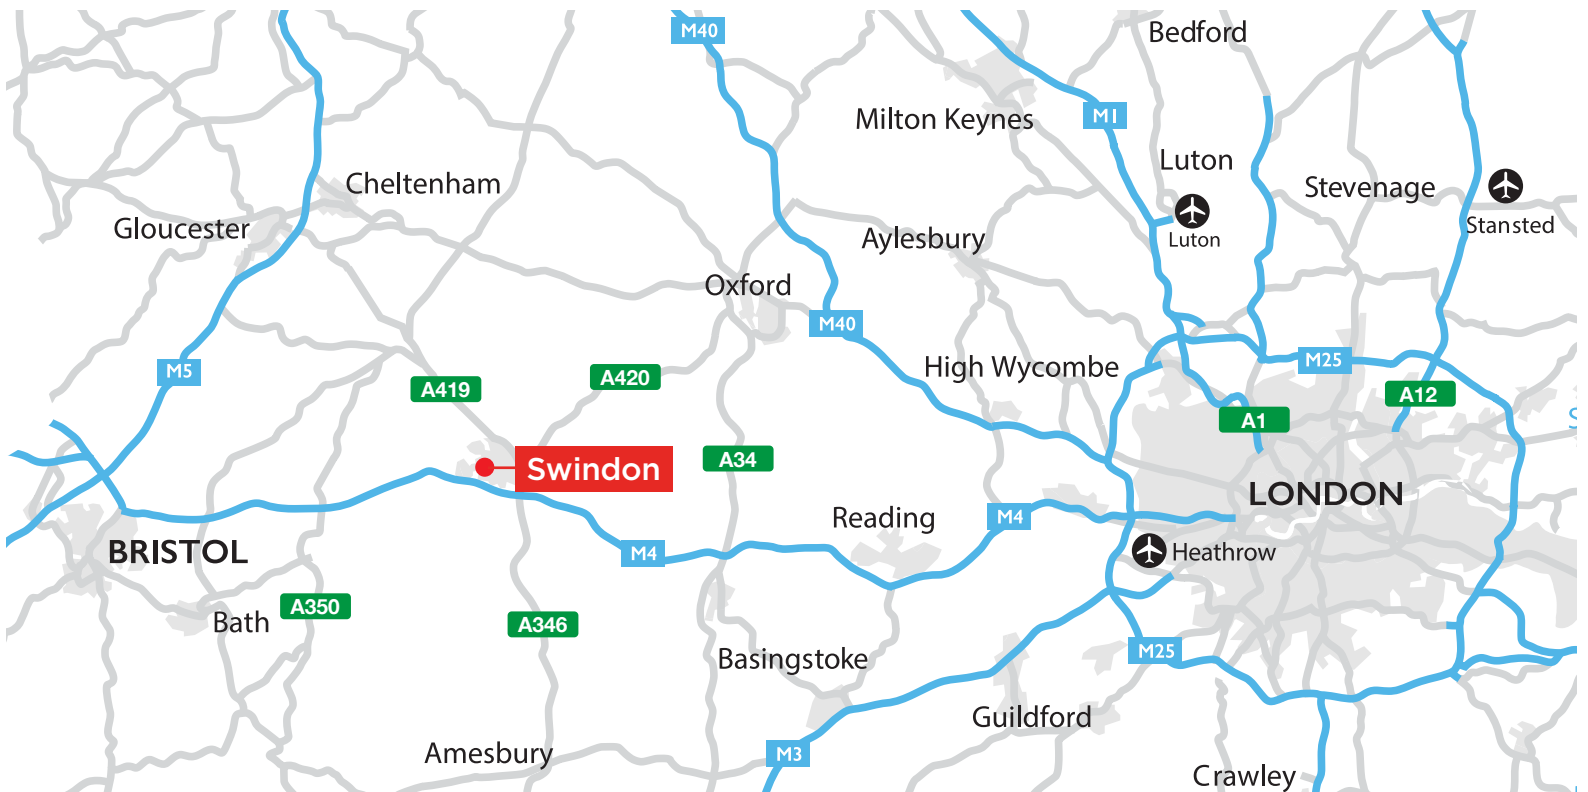 M40
Bedford
Milton Keynes
M1
Luton
Cheltenham
Stevenage
Gloucester
Stansted
Aylesbury
Luton
Oxford
M40
M5
High Wycombe
M25
A419
A420
A12
A1
S
Swindon
A34
LONDON
Reading
M4
BRISTOL
M4
Heathrow
Bath
A350
A346
Basingstoke
M25
Guildford
Amesbury
M3
Crawley